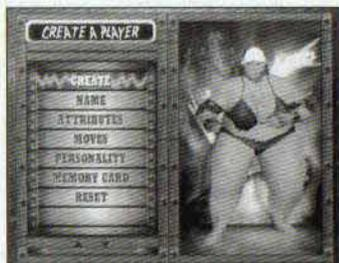 CREATE A PLAYER
CREATE
NAME
ATTRIBUTES
MOVES
PERSONALITY
MEMORY CARD
RESET